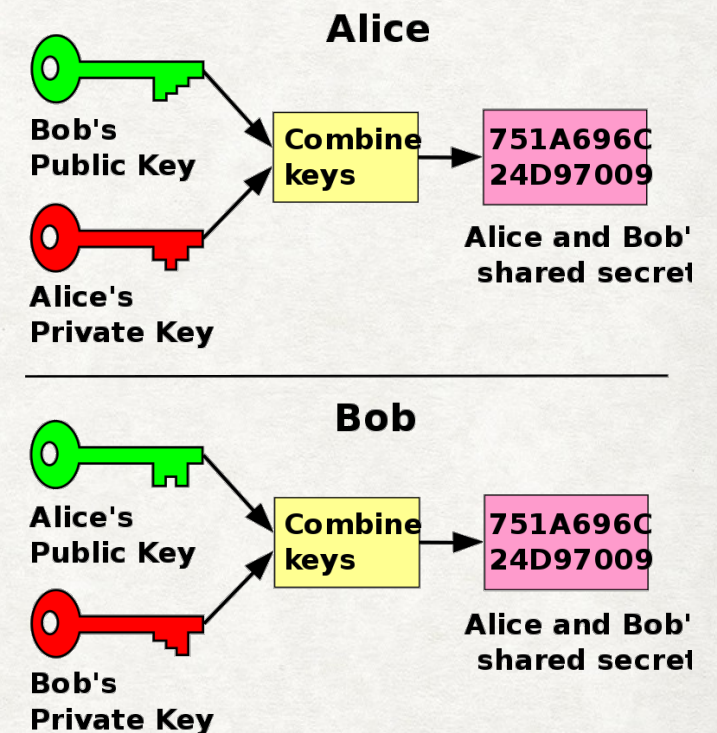 Alice
Bob's
Public Key
Combine
keys
751A696C
24D97009
Alice and Bob'
shared secret
Alice's
Private Key
Bob
Alice's
Public Key
Combine
keys
751A696C
24D97009
Alice and Bob'
shared secret
Bob's
Private Key